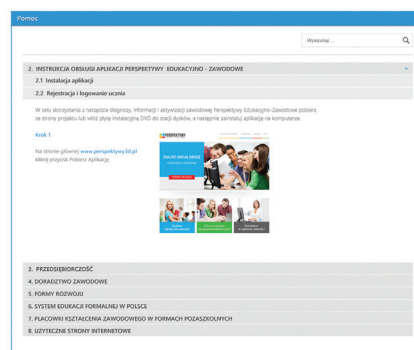 Pomoc
Wyszukaj ...
2. INSTRUKCJA OBSŁUGI APLIKACJI PERSPEKTYWY EDUKACYJNO - ZAWODOWE
2.1 Instalacja aplikacji
2.2 Rejestracja i logowanie ucznia
W celu skorzystania z narzędzia diagnozy, informacji i aktywizacji zawodowej Perspektywy Edukacyjno-Zawodowe pobierz
ze strony projektu lub włóż płytę instalacyjną DVD do stacji dysków, a następnie zainstaluj aplikację na komputerze.
Krok 1
Na stronie głównej www.perspektywy.3d.pl
kliknij przycisk Pobierz Aplikację.
PERSPEKTYWY
3. PRZEDSIĘBIORCZOŚĆ
4. DORADZTWO ZAWODOWE
5. FORMY ROZWOJU
6. SYSTEM EDUKACJI FORMALNEJ W POLSCE
7. PLACÓWKI KSZTAŁCENIA ZAWODOWEGO W FORMACH POZASZKOLNYCH
8. UŻYTECZNE STRONY INTERNETOWE